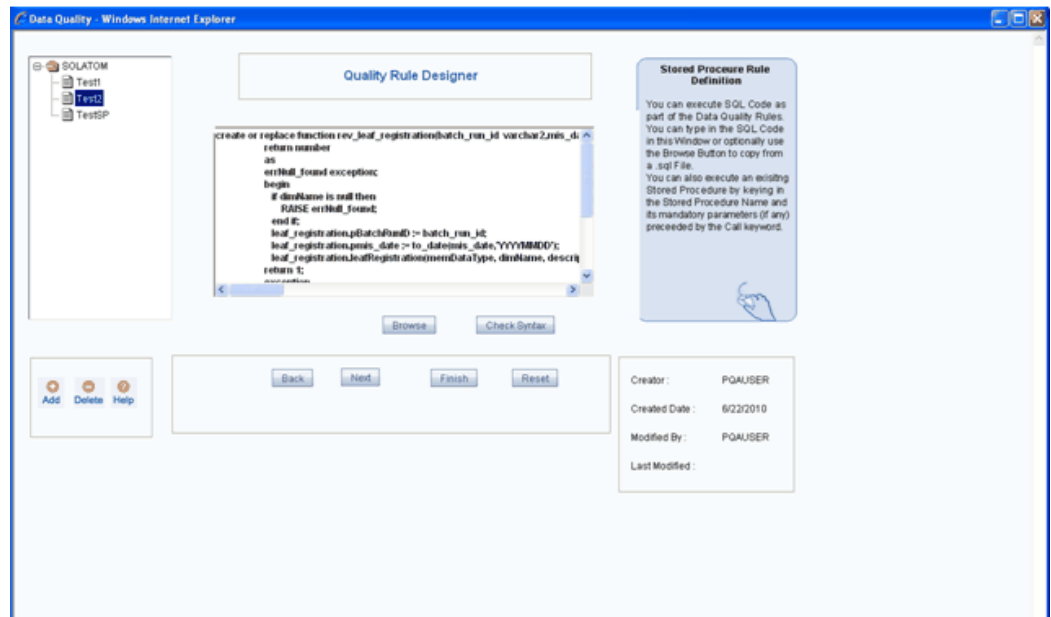 Data Quality - Windows Internet Explorer
SOLATOM
Test1
Test2
TestSP
Quality Rule Designer
create or replace function rev_leaf_registration(batch_run_id varchar2,mis_da
return number
as
errNull_found exception;
begin
if dimName is null then
RAISE errNull_found;
end if;
leaf_registration.pBatchRunID := batch_run_id;
leaf_registration.pmis_date := to_date(mis_date,'YYYYMMDD');
leaf_registration.leafRegistration(memDataType, dimName, descrip
return 1;
exception
Browse
Check Syntax
Stored Proceure Rule
Definition
You can execute SQL Code as
part of the Data Quality Rules.
You can type in the SQL Code
in this Window or optionally use
the Browse Button to copy from
a .sql File.
You can also execute an exisitng
Stored Procedure by keying in
the Stored Procedure Name and
its mandatory parameters (if any)
preceeded by the Call keyword.
Add Delete Help
Back Next Finish Reset
Creator : PQAUSER
Created Date : 6/22/2010
Modified By : PQAUSER
Last Modified :